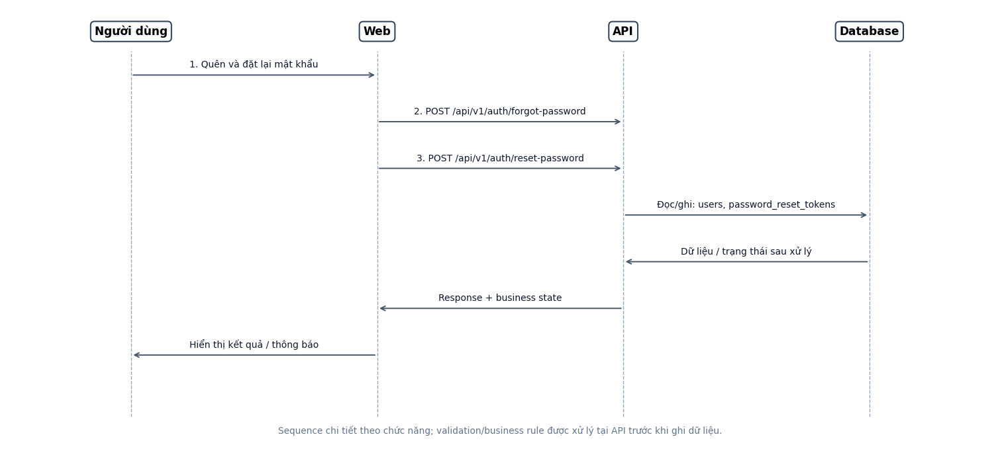 Người dùng
Web
API
Database
1. Quên và đặt lại mật khẩu
2. POST /api/v1/auth/forgot-password
3. POST /api/v1/auth/reset-password
Đọc/ghi: users, password_reset_tokens
Dữ liệu / trạng thái sau xử lý
Response + business state
Hiển thị kết quả / thông báo
Sequence chi tiết theo chức năng; validation/business rule được xử lý tại API trước khi ghi dữ liệu.